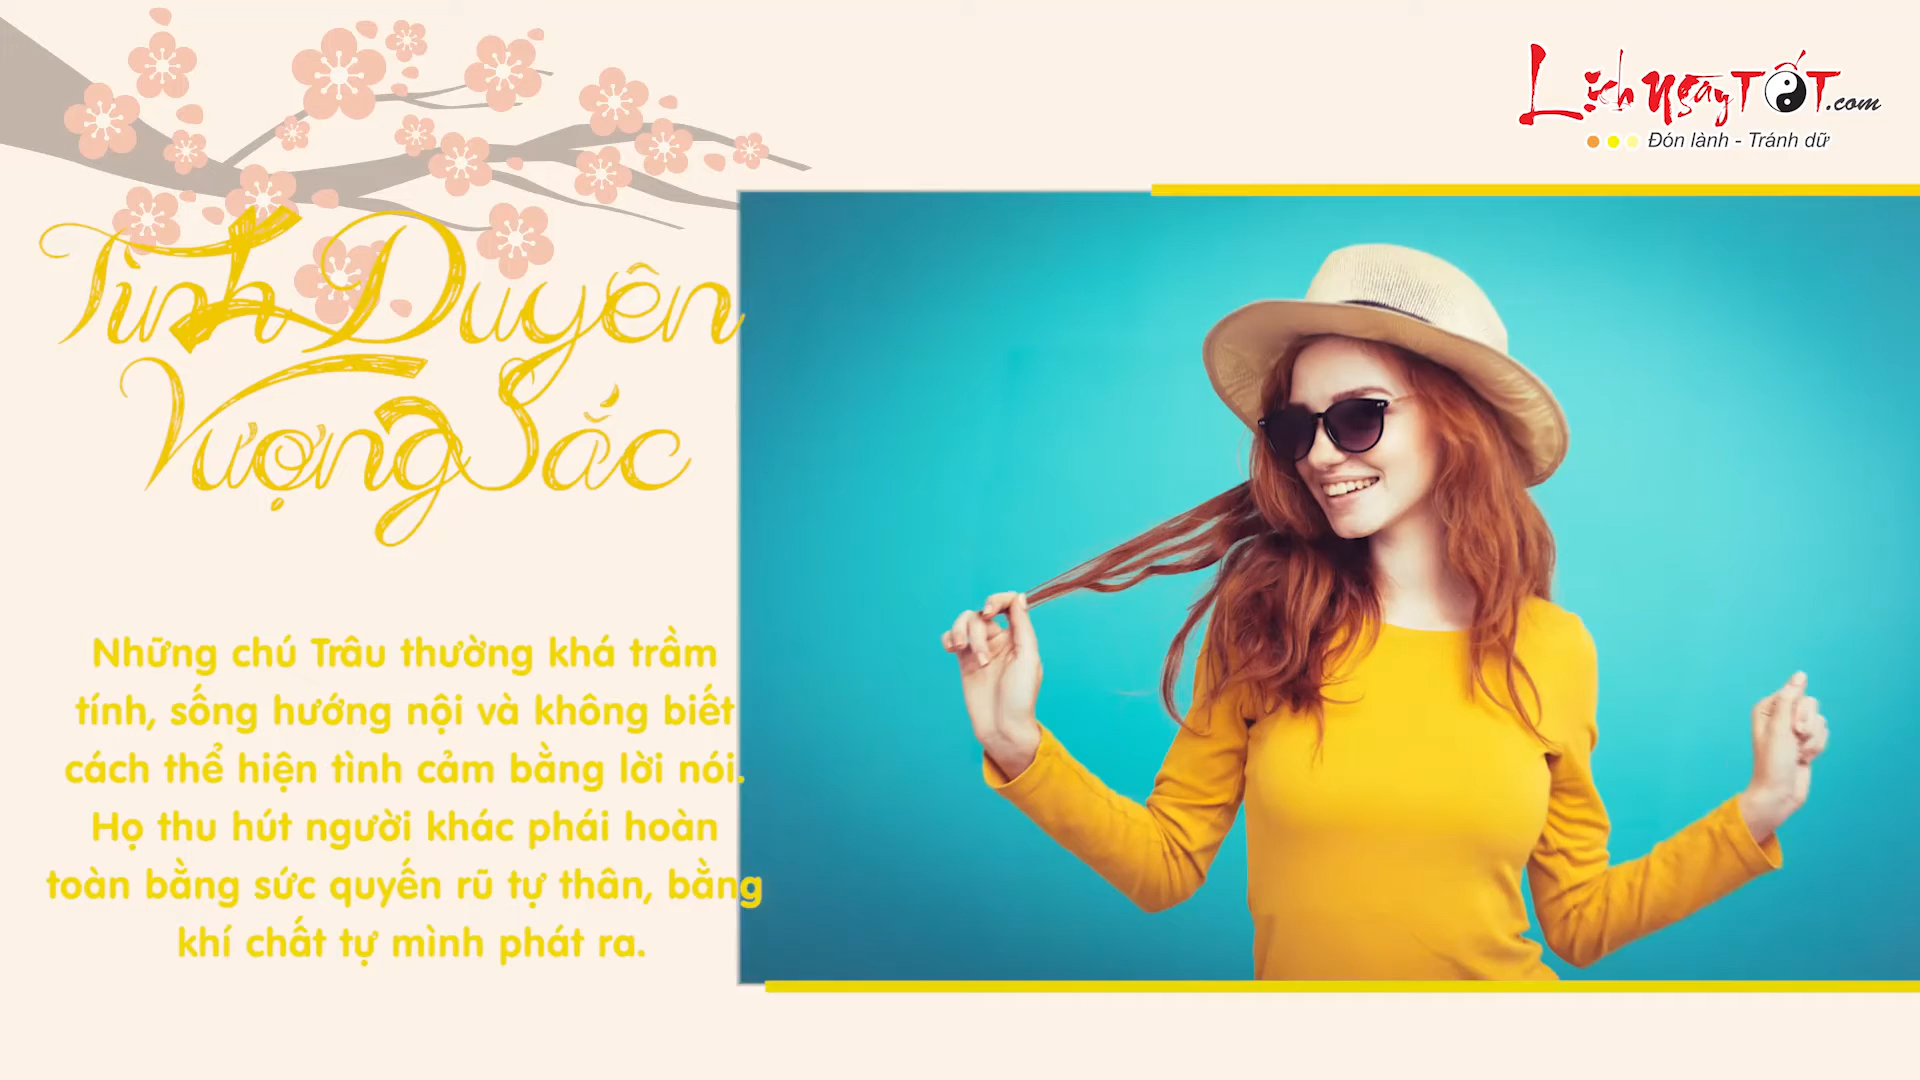 LịchNgàyTỐT.com
Đón lành - Tránh dữ
Tình Duyên
Vượng Sắc
Những chú Trâu thường khá trầm
tính, sống hướng nội và không biết
cách thể hiện tình cảm bằng lời nói.
Họ thu hút người khác phái hoàn
toàn bằng sức quyến rũ tự thân, bằng
khí chất tự mình phát ra.